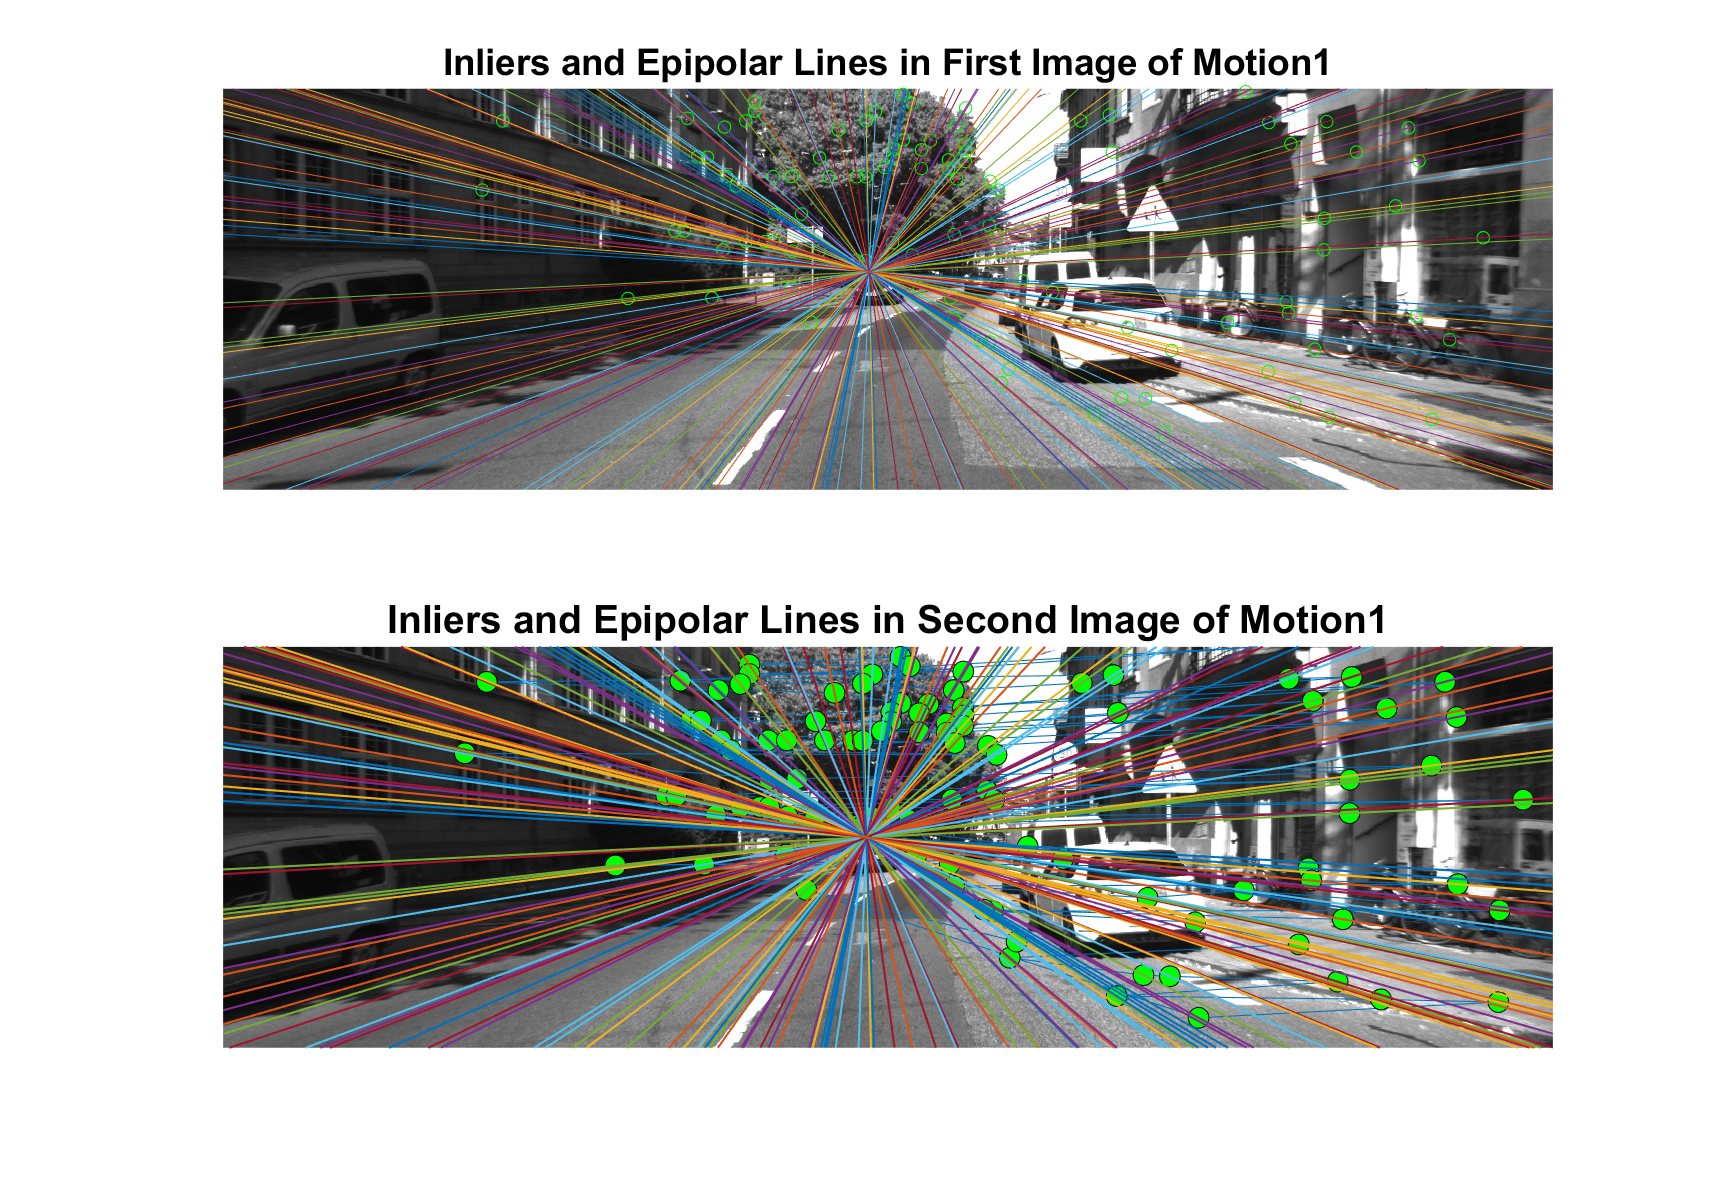 Inliers and Epipolar Lines in First Image of Motion1
Inliers and Epipolar Lines in Second Image of Motion1